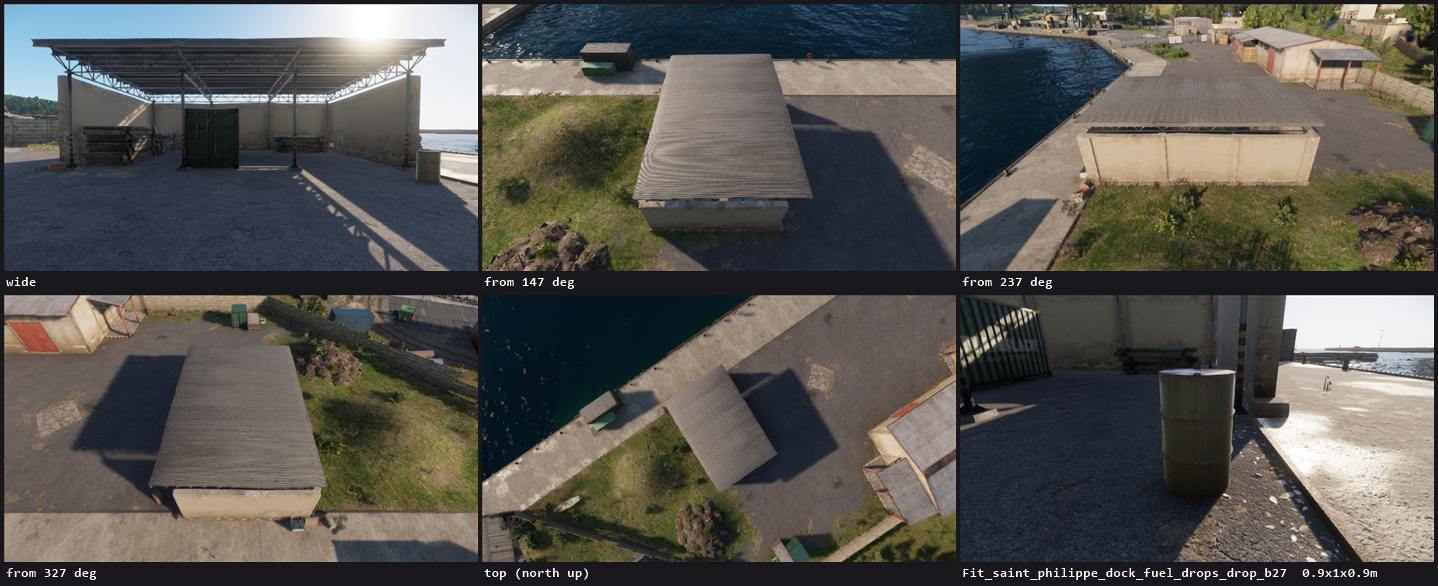 wide
from 147 deg
from 237 deg
from 327 deg
top (north up)
Fit_saint_philippe_dock_fuel_drops_drop_b27 0.9x1x0.9m